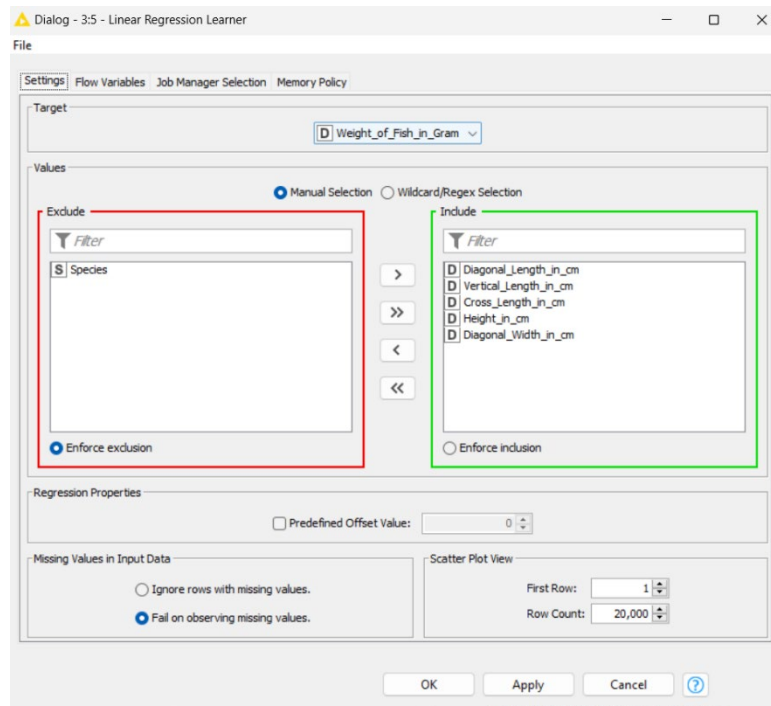 Dialog - 3:5 - Linear Regression Learner
File
Settings Flow Variables Job Manager Selection Memory Policy
Target
D Weight_of_Fish_in_Gram
Values
Manual Selection Wildcard/Regex Selection
Exclude
Filter
S Species
Enforce exclusion
>
>>
<
<<
Include
Filter
D Diagonal_Length_in_cm
D Vertical_Length_in_cm
D Cross_Length_in_cm
D Height_in_cm
D Diagonal_Width_in_cm
Enforce inclusion
Regression Properties
Predefined Offset Value: 0
Missing Values in Input Data
Ignore rows with missing values.
Fail on observing missing values.
Scatter Plot View
First Row: 1
Row Count: 20,000
OK Apply Cancel ?